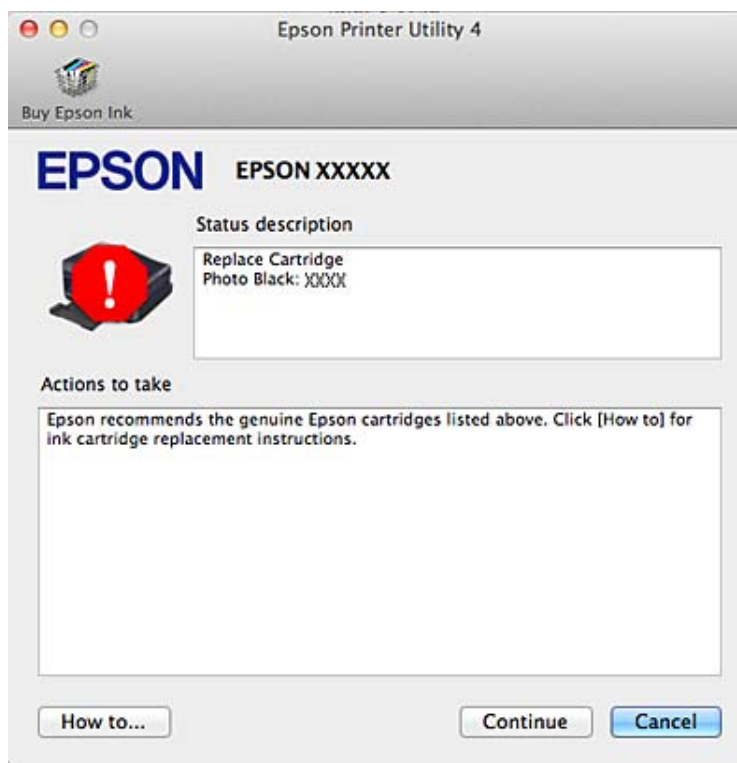 Epson Printer Utility 4
Buy Epson Ink
EPSON EPSON XXXXX
Status description
Replace Cartridge
Photo Black: XXXX
!
Actions to take
Epson recommends the genuine Epson cartridges listed above. Click [How to] for
ink cartridge replacement instructions.
How to... Continue Cancel